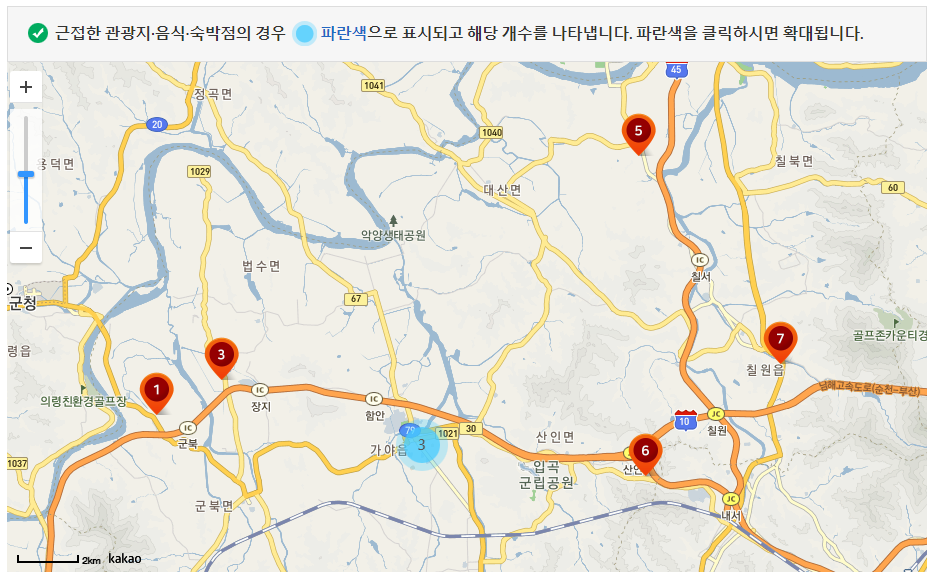 근접한 관광지·음식·숙박점의 경우 파란색으로 표시되고 해당 개수를 나타냅니다. 파란색을 클릭하시면 확대됩니다.
+
−
정곡면
1041
45
20
1040
5
용덕면
1029
칠북면
대산면
60
악양생태공원
법수면
IC
칠서
67
군청
7
골프존카운티경
3
령읍
칠원읍
1
IC
장지
남해고속도로(순천~부산)
의령친환경골프장
IC
함안
IC
군북
10
JC
칠원
79
1021
30
3
가야읍
산인면
6
1037
입곡
군립공원
산인
JC
내서
군북면
2km
kakao